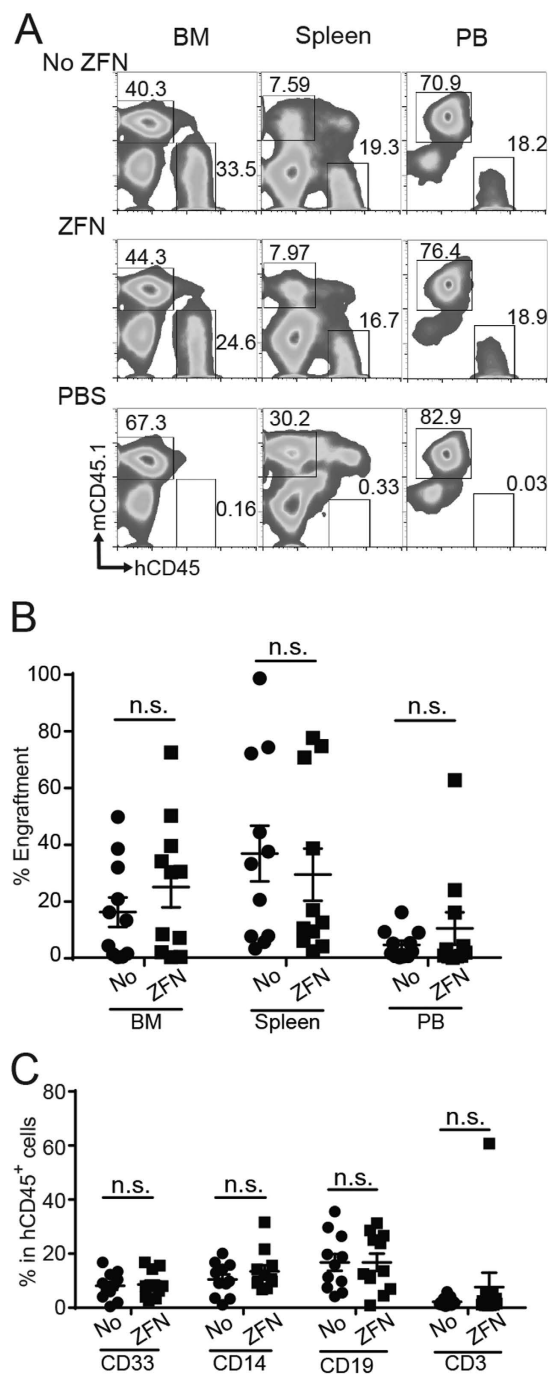 A
BM Spleen PB
No ZFN
40.3 7.59 70.9
33.5 19.3 18.2
ZFN
44.3 7.97 76.4
24.6 16.7 18.9
PBS
67.3 30.2 82.9
0.16 0.33 0.03
mCD45.1
hCD45
B
n.s. n.s. n.s.
% Engraftment
100
80
60
40
20
0
No ZFN No ZFN No ZFN
BM Spleen PB
C
n.s. n.s. n.s. n.s.
% in hCD45+ cells
80
60
40
20
0
No ZFN No ZFN No ZFN No ZFN
CD33 CD14 CD19 CD3